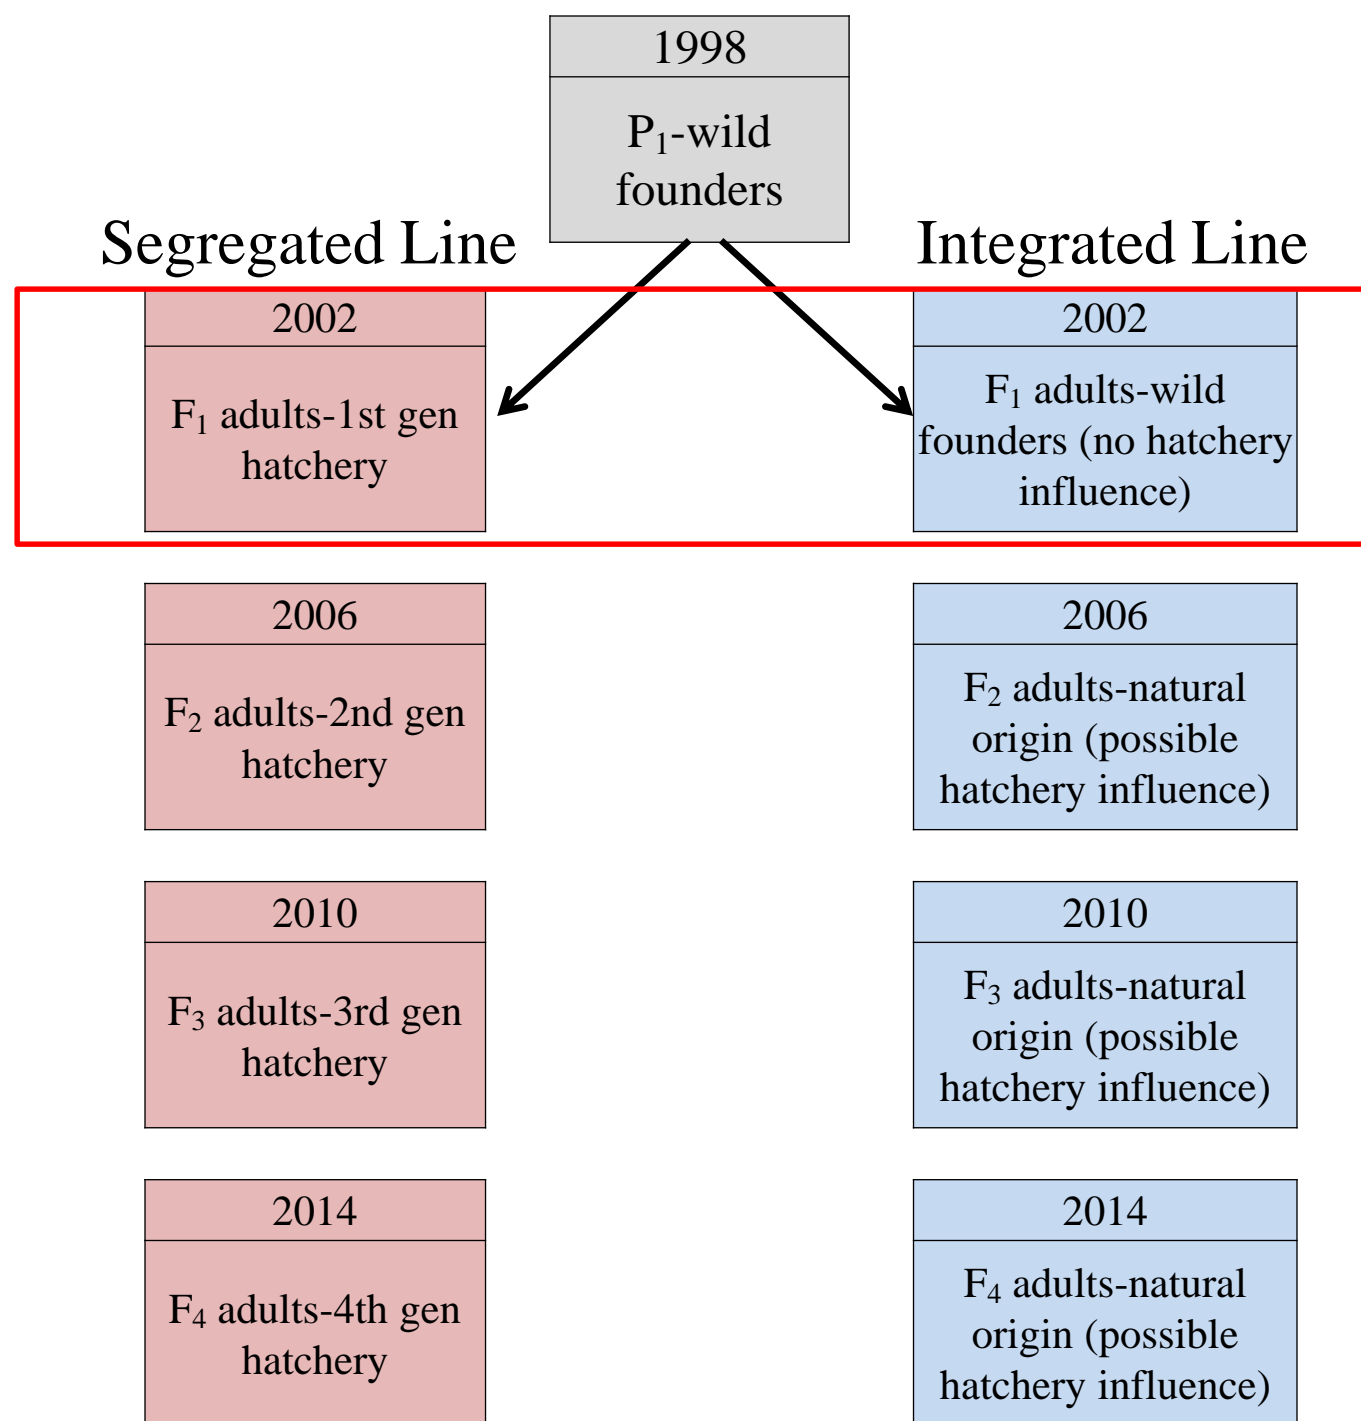 1998
P₁-wild
founders
Segregated Line
Integrated Line
2002
F₁ adults-1st gen
hatchery
2002
F₁ adults-wild
founders (no hatchery
influence)
2006
F₂ adults-2nd gen
hatchery
2006
F₂ adults-natural
origin (possible
hatchery influence)
2010
F₃ adults-3rd gen
hatchery
2010
F₃ adults-natural
origin (possible
hatchery influence)
2014
F₄ adults-4th gen
hatchery
2014
F₄ adults-natural
origin (possible
hatchery influence)